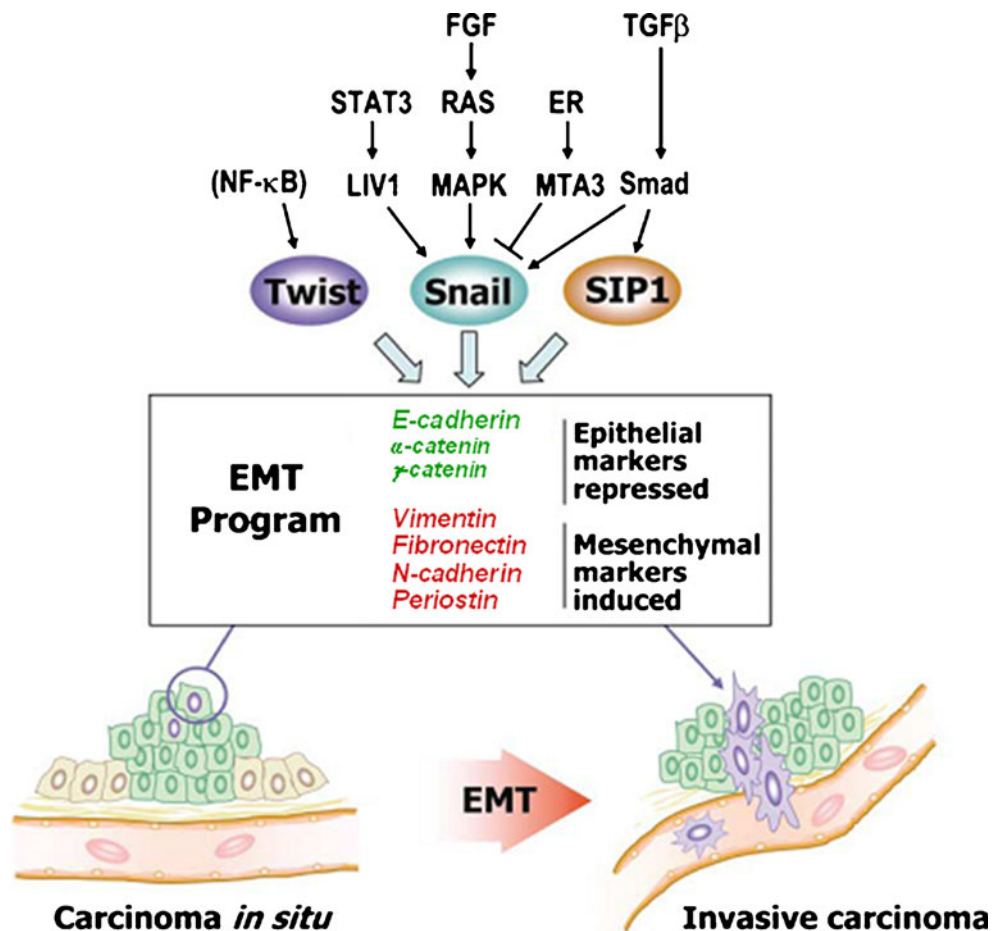 FGF TGFβ
STAT3 RAS ER
(NF-κB) LIV1 MAPK MTA3 Smad
Twist Snail SIP1
EMT
Program
E-cadherin
α-catenin
γ-catenin
Epithelial
markers
repressed
Vimentin
Fibronectin
N-cadherin
Periostin
Mesenchymal
markers
induced
EMT
Carcinoma in situ
Invasive carcinoma